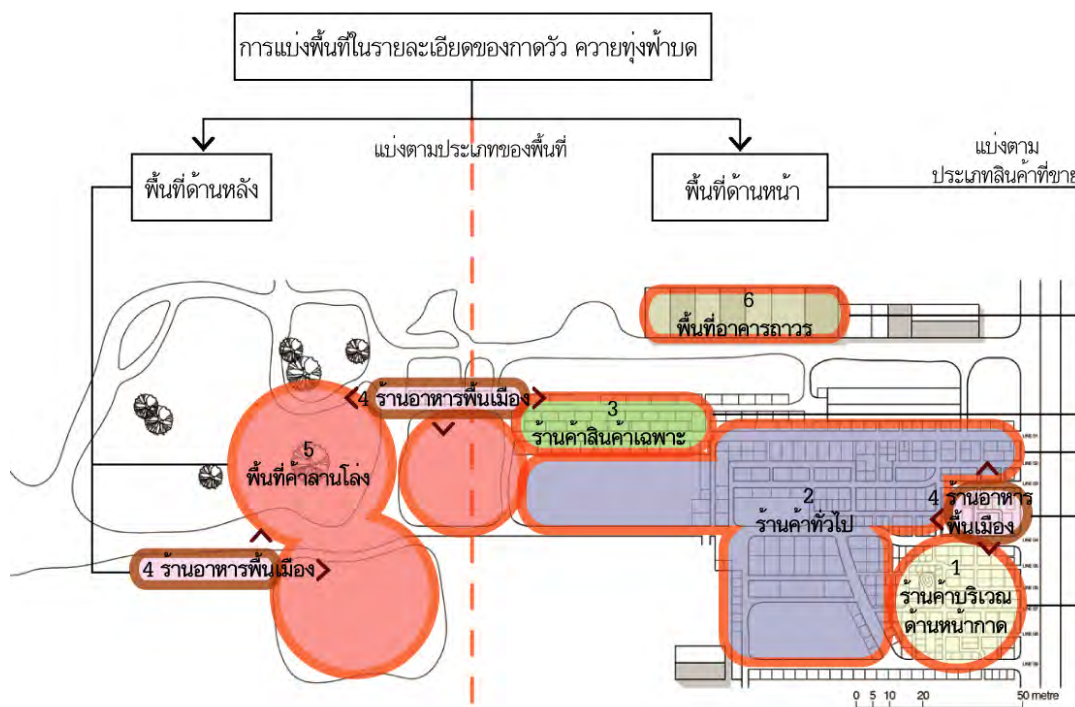 การแบ่งพื้นที่ในรายละเอียดของกาดวัว ควายทุ่งฟ้าบด
แบ่งตามประเภทของพื้นที่
แบ่งตาม
ประเภทสินค้าที่ขาย
พื้นที่ด้านหลัง
พื้นที่ด้านหน้า
6
พื้นที่อาคารถาวร
4 ร้านอาหารพื้นเมือง
3
ร้านค้าสินค้าเฉพาะ
5
พื้นที่ค้าลานโล่ง
2
ร้านค้าทั่วไป
4 ร้านอาหาร
พื้นเมือง
4 ร้านอาหารพื้นเมือง
1
ร้านค้าบริเวณ
ด้านหน้ากาด
0 5 10 20 50 metre